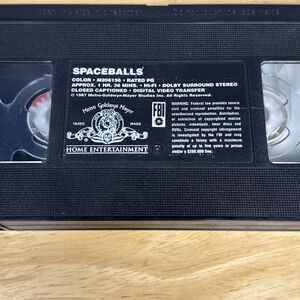 SPACEBALLS
COLOR • M208156 • RATED PG
APPROX. 1 HR. 36 MINS. • HI-FI • DOLBY SURROUND STEREO
CLOSED CAPTIONED • DIGITAL VIDEO TRANSFER
© 1987 Metro-Goldwyn-Mayer Studios Inc. All Rights Reserved.
Metro Goldwyn Mayer
TRADE MARK
HOME ENTERTAINMENT
FBI
WARNING: Federal law provides severe
civil and criminal penalties for the
unauthorized reproduction, distribution,
or exhibition of copyrighted motion
pictures, videotapes, laser discs and
DVDs. Criminal copyright infringement
is investigated by the FBI and may
constitute a felony with a maximum
penalty of up to five years in prison
and/or a $250,000 fine.